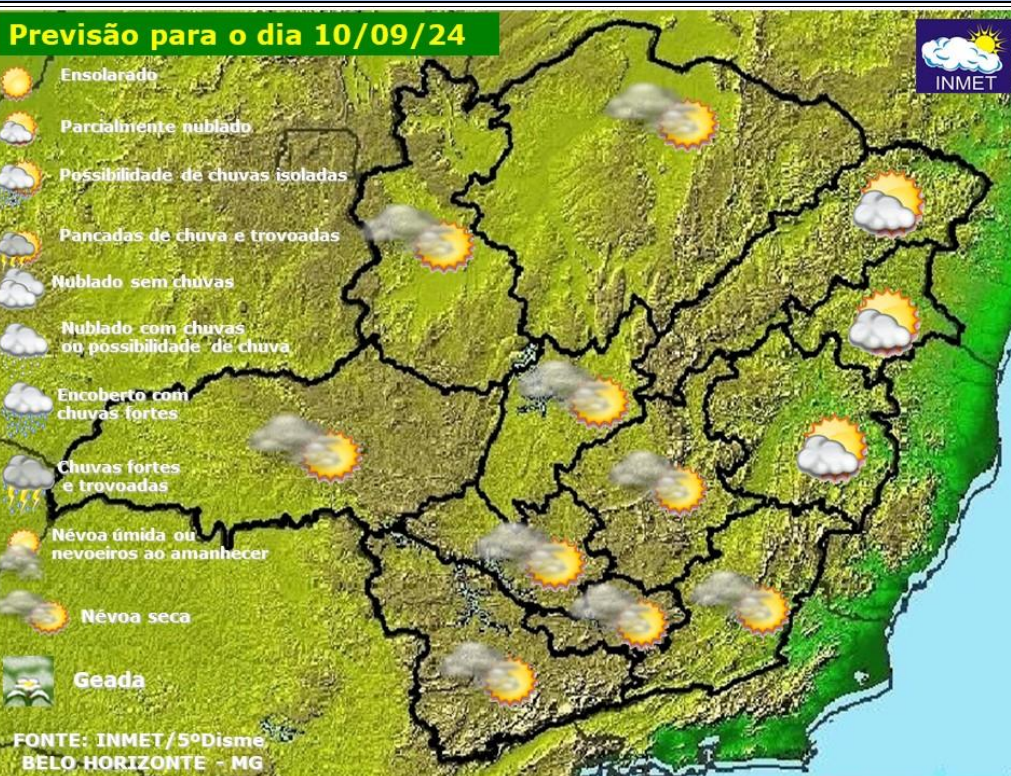 Previsão para o dia 10/09/24
INMET
Ensolarado
Parcialmente nublado
Possibilidade de chuvas isoladas
Pancadas de chuva e trovoadas
Nublado sem chuvas
Nublado com chuvas
ou possibilidade de chuva
Encoberto com
chuvas fortes
Chuvas fortes
e trovoadas
Névoa úmida ou
nevoeiros ao amanhecer
Névoa seca
Geada
FONTE: INMET/5ºDisme
BELO HORIZONTE - MG